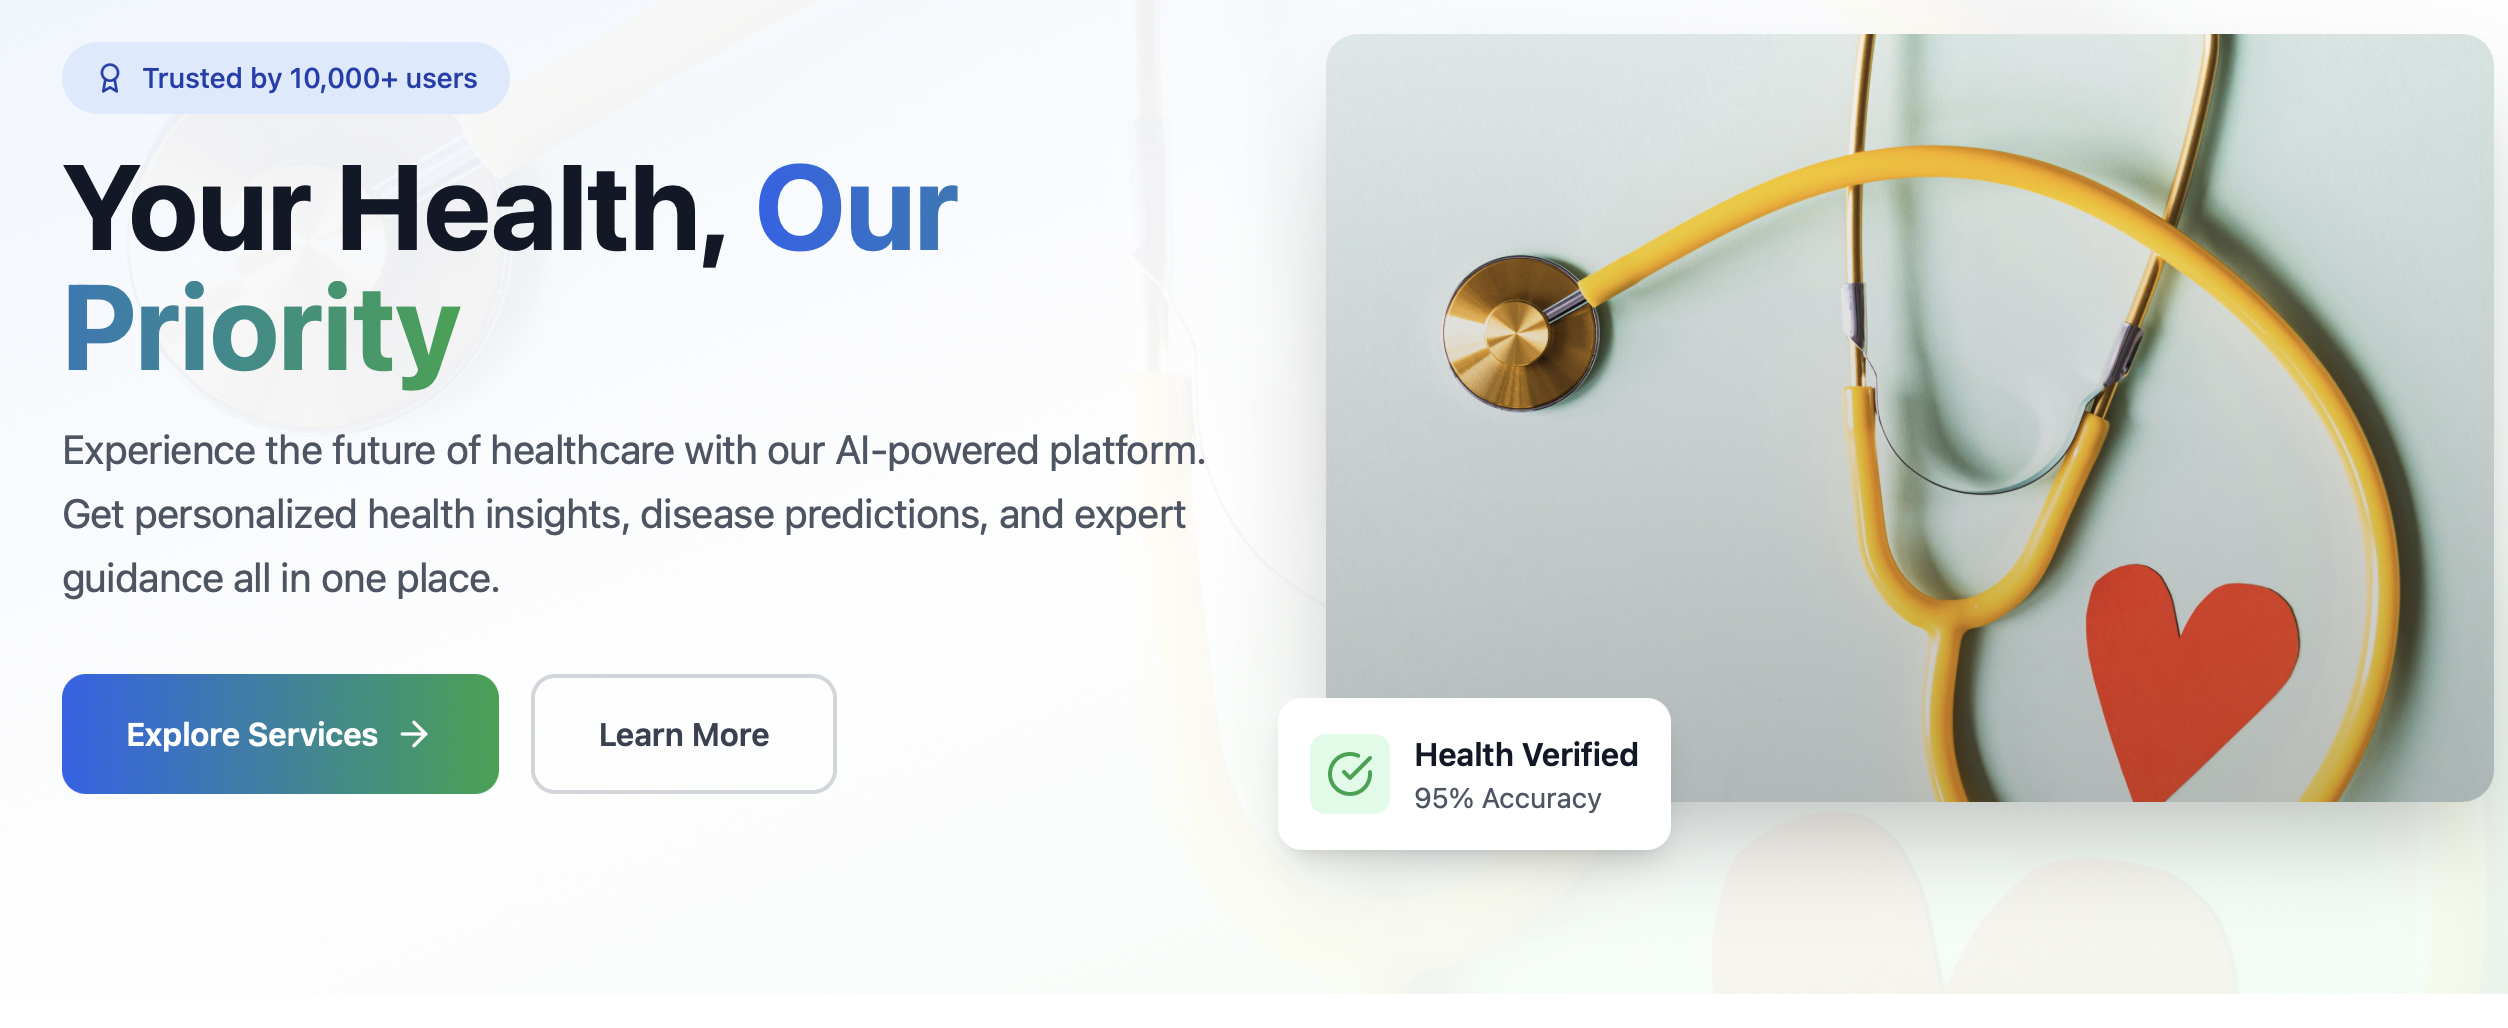 Trusted by 10,000+ users
Your Health, Our
Priority
Experience the future of healthcare with our AI-powered platform.
Get personalized health insights, disease predictions, and expert
guidance all in one place.
Explore Services
Learn More
Health Verified
95% Accuracy